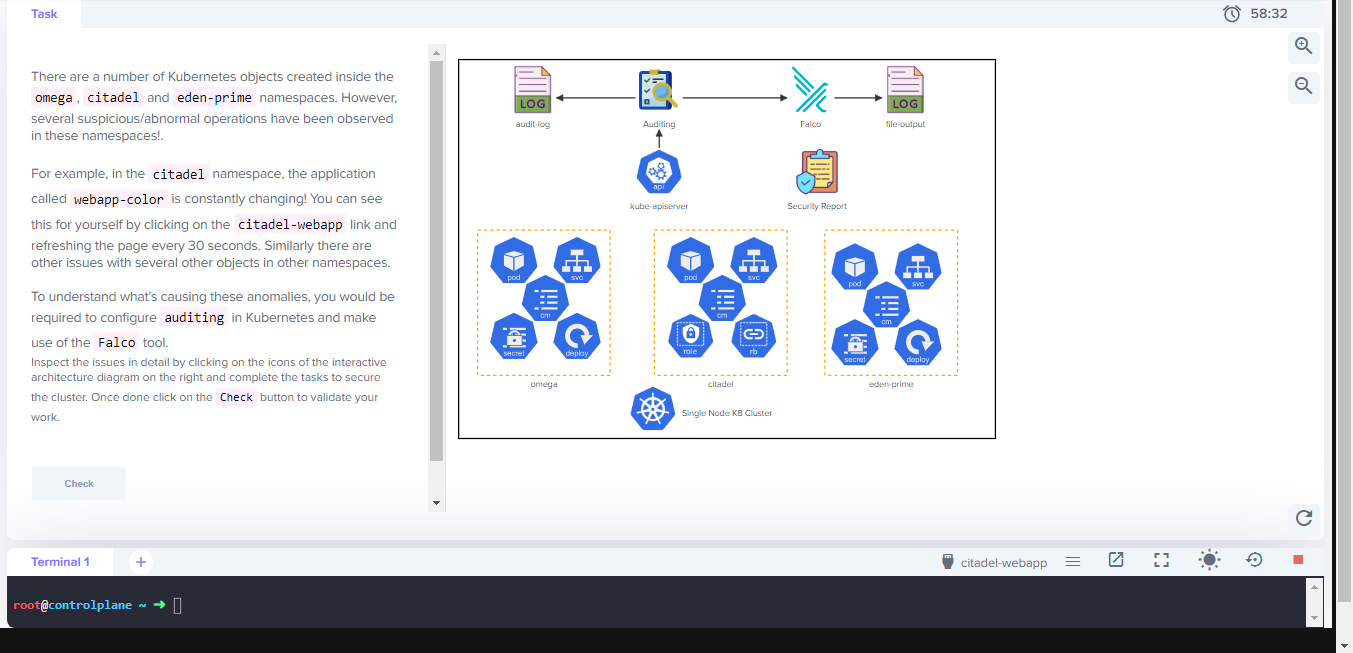 Task
58:32
There are a number of Kubernetes objects created inside the
omega , citadel and eden-prime namespaces. However,
several suspicious/abnormal operations have been observed
in these namespaces!.
For example, in the citadel namespace, the application
called webapp-color is constantly changing! You can see
this for yourself by clicking on the citadel-webapp link and
refreshing the page every 30 seconds. Similarly there are
other issues with several other objects in other namespaces.
To understand what's causing these anomalies, you would be
required to configure auditing in Kubernetes and make
use of the Falco tool.
Inspect the issues in detail by clicking on the icons of the interactive
architecture diagram on the right and complete the tasks to secure
the cluster. Once done click on the Check button to validate your
work.
Check
LOG
LOG
audit-log
Auditing
Falco
file-output
api
kube-apiserver
Security Report
pod
svc
cm
secret
deploy
omega
pod
svc
cm
role
rb
citadel
pod
svc
cm
secret
deploy
eden-prime
Single Node K8 Cluster
Terminal 1
+
citadel-webapp
root@controlplane ~ ➜